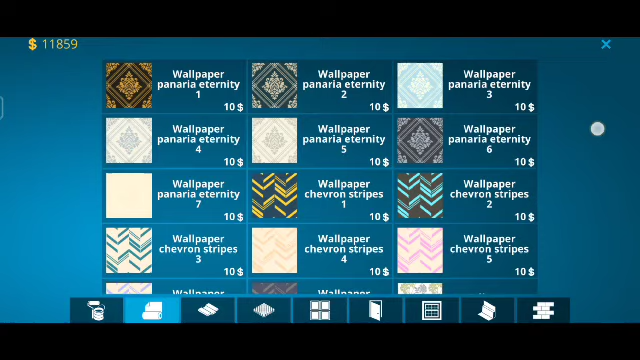 $ 11859
Wallpaper
panaria eternity
1
10 $
Wallpaper
panaria eternity
2
10 $
Wallpaper
panaria eternity
3
10 $
Wallpaper
panaria eternity
4
10 $
Wallpaper
panaria eternity
5
10 $
Wallpaper
panaria eternity
6
10 $
Wallpaper
panaria eternity
7
10 $
Wallpaper
chevron stripes
1
10 $
Wallpaper
chevron stripes
2
10 $
Wallpaper
chevron stripes
3
10 $
Wallpaper
chevron stripes
4
10 $
Wallpaper
chevron stripes
5
10 $